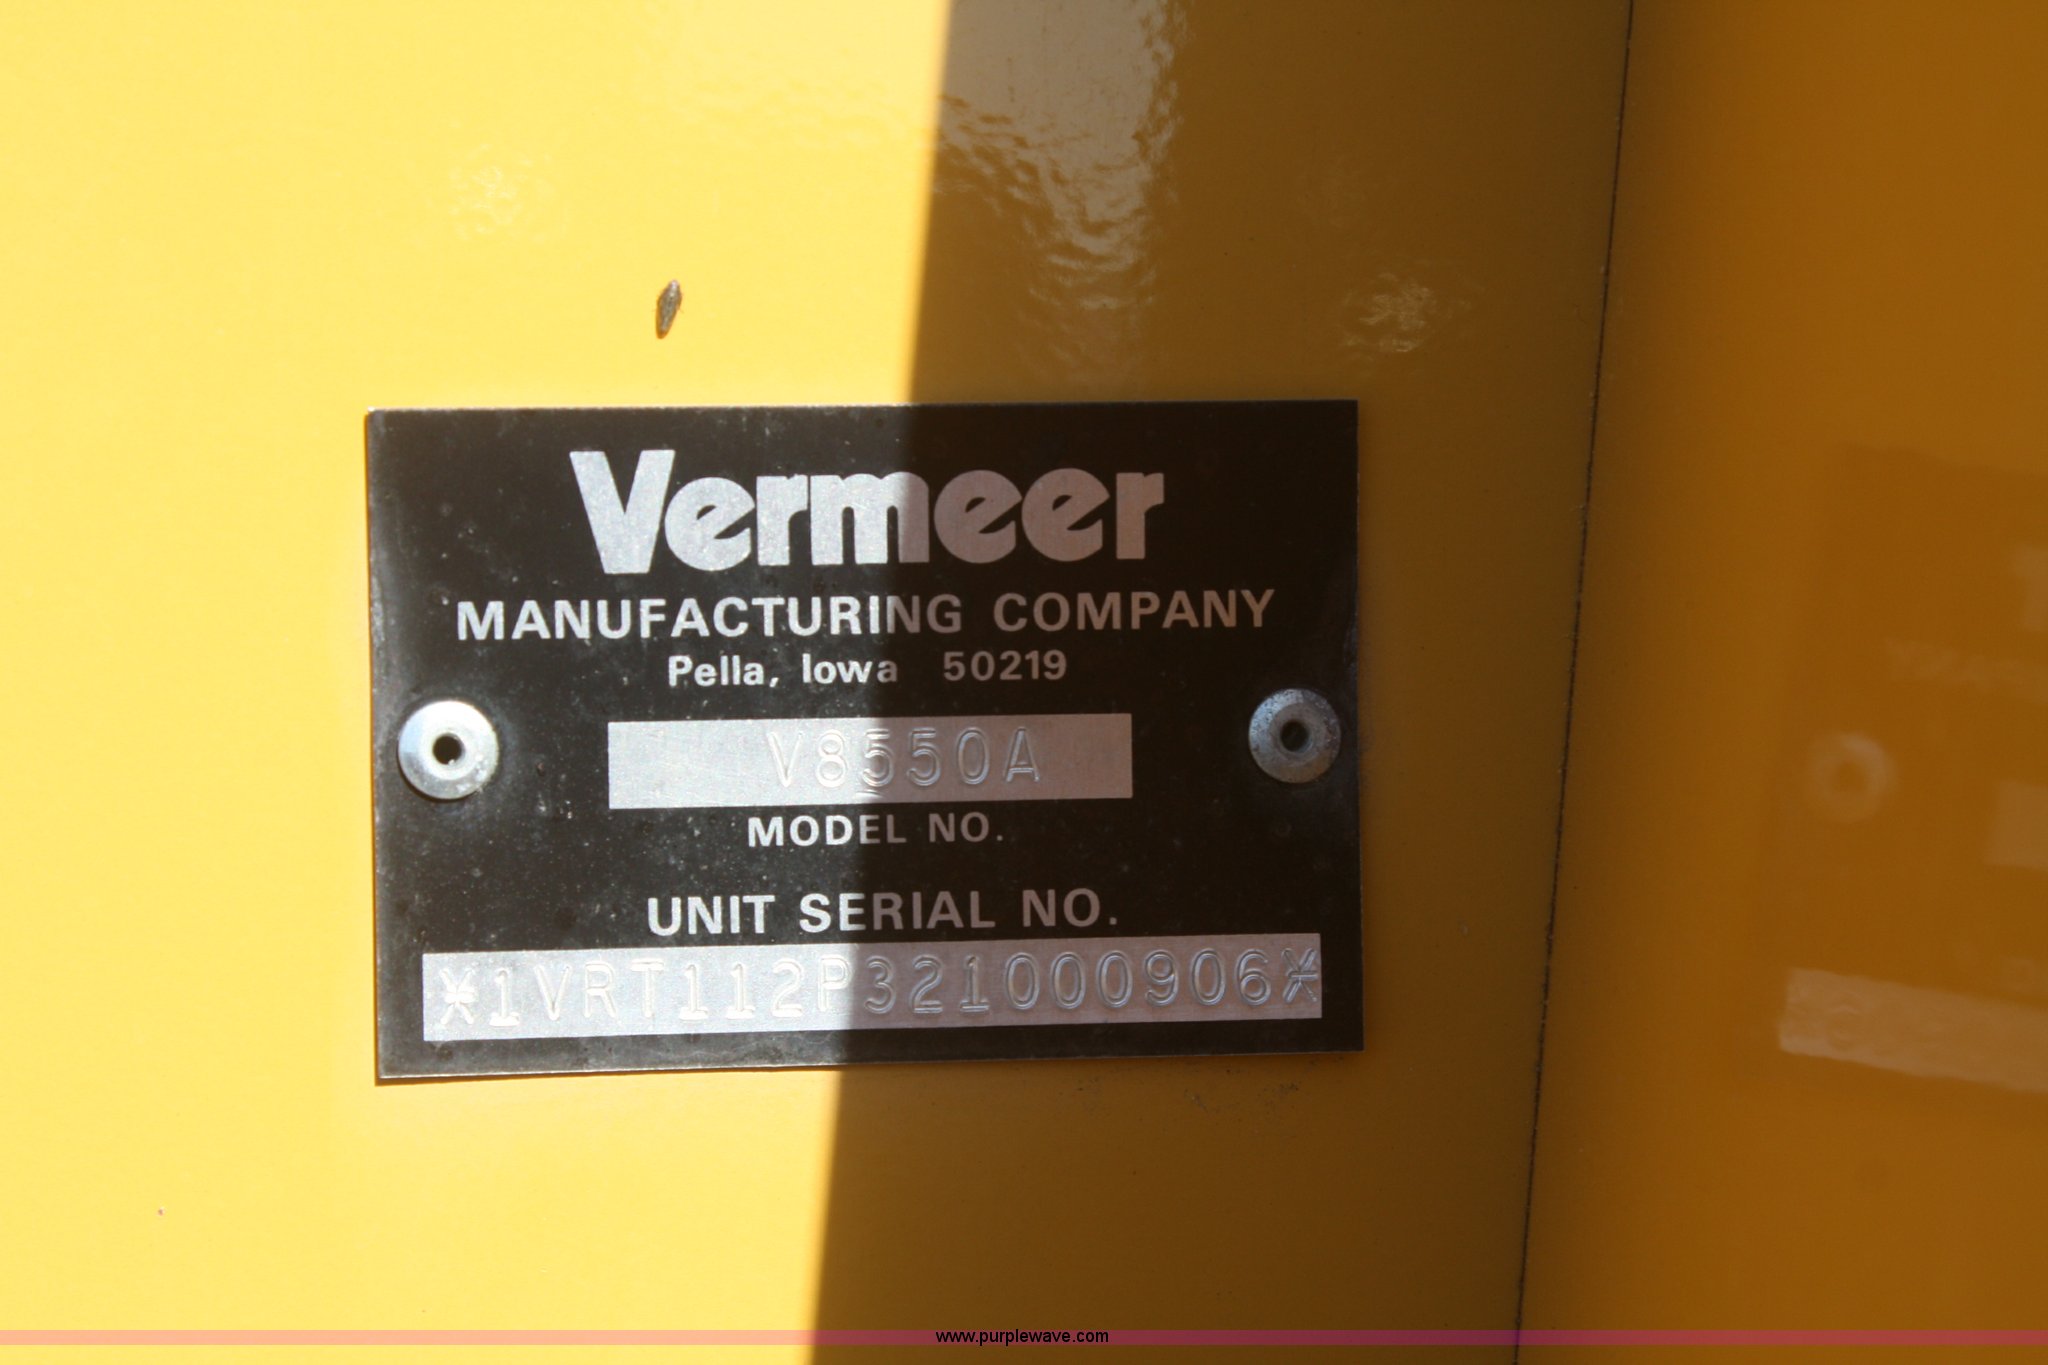 Vermeer
MANUFACTURING COMPANY
Pella, Iowa 50219
V8550A
MODEL NO.
UNIT SERIAL NO.
*1VRT112P321000906*
www.purplewave.com